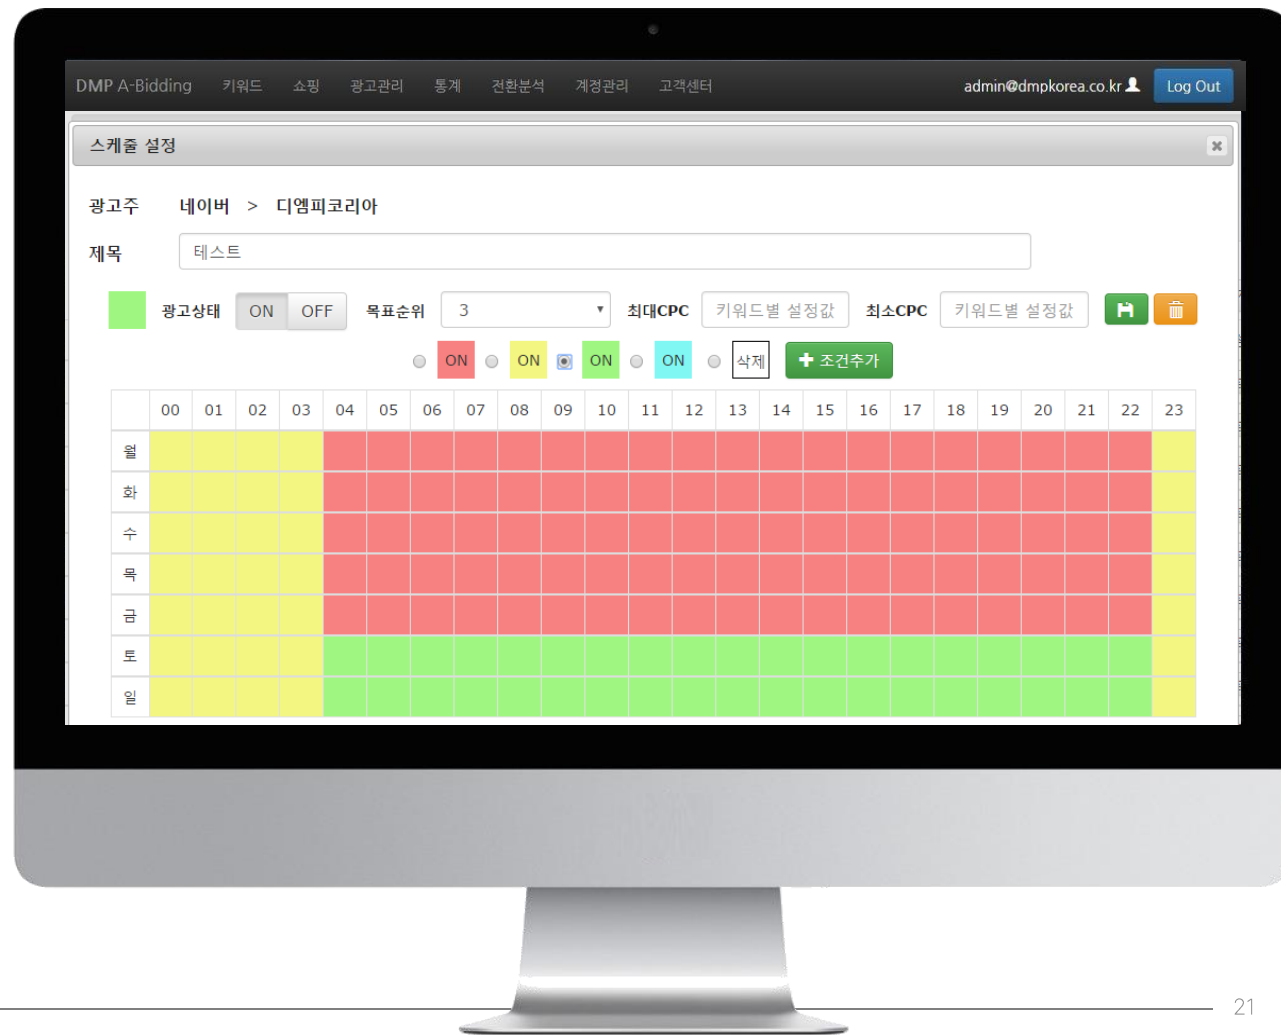 DMP A-Bidding 키워드 쇼핑 광고관리 통계 전환분석 계정관리 고객센터 admin@dmpkorea.co.kr Log Out
스케줄 설정
광고주 네이버 > 디엠피코리아
제목 테스트
광고상태 ON OFF 목표순위 3 최대CPC 키워드별 설정값 최소CPC 키워드별 설정값
ON ON ON ON 삭제 조건추가
00 01 02 03 04 05 06 07 08 09 10 11 12 13 14 15 16 17 18 19 20 21 22 23
월
화
수
목
금
토
일
21